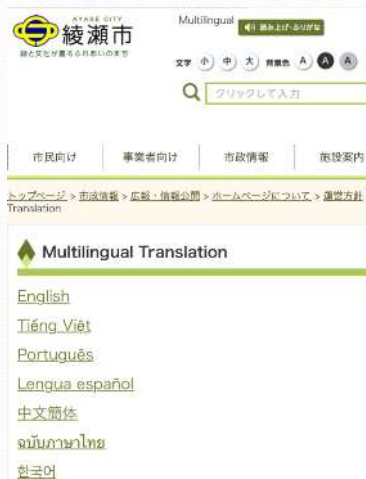 AYASE CITY
綾瀬市
緑と文化が薫るふれあいのまち
Multilingual
読み上げ・ふりがな
文字 小 中 大 背景色 A A A
クリックして入力
市民向け 事業者向け 市政情報 施設案内
トップページ > 市政情報 > 広報・情報公開 > ホームページについて > 運営方針
Translation
Multilingual Translation
English
Tiếng Việt
Português
Lengua español
中文簡体
ฉบับภาษาไทย
한국어